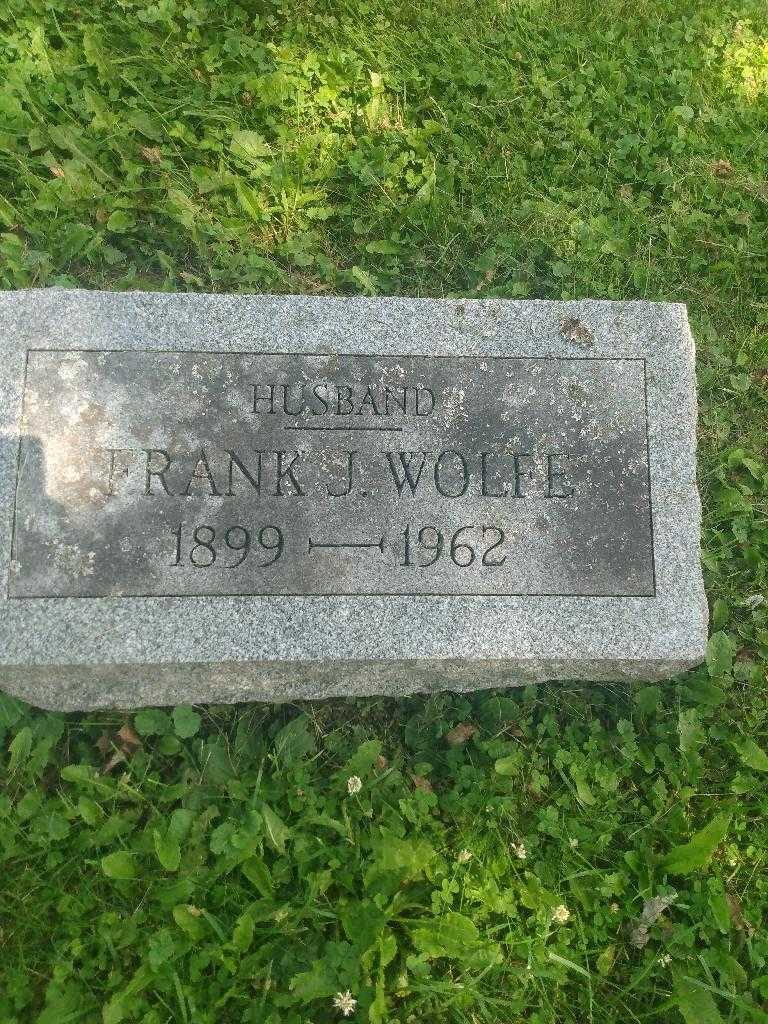 HUSBAND
FRANK J. WOLFE
1899 — 1962